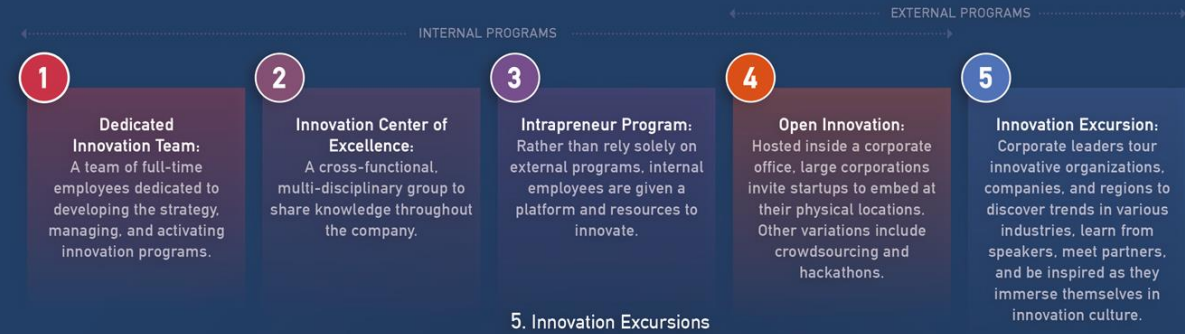 EXTERNAL PROGRAMS
INTERNAL PROGRAMS
1
Dedicated
Innovation Team:
A team of full-time
employees dedicated to
developing the strategy,
managing, and activating
innovation programs.
2
Innovation Center of
Excellence:
A cross-functional,
multi-disciplinary group to
share knowledge throughout
the company.
3
Intrapreneur Program:
Rather than rely solely on
external programs, internal
employees are given a
platform and resources to
innovate.
4
Open Innovation:
Hosted inside a corporate
office, large corporations
invite startups to embed at
their physical locations.
Other variations include
crowdsourcing and
hackathons.
5
Innovation Excursion:
Corporate leaders tour
innovative organizations,
companies, and regions to
discover trends in various
industries, learn from
speakers, meet partners,
and be inspired as they
immerse themselves in
innovation culture.
5. Innovation Excursions